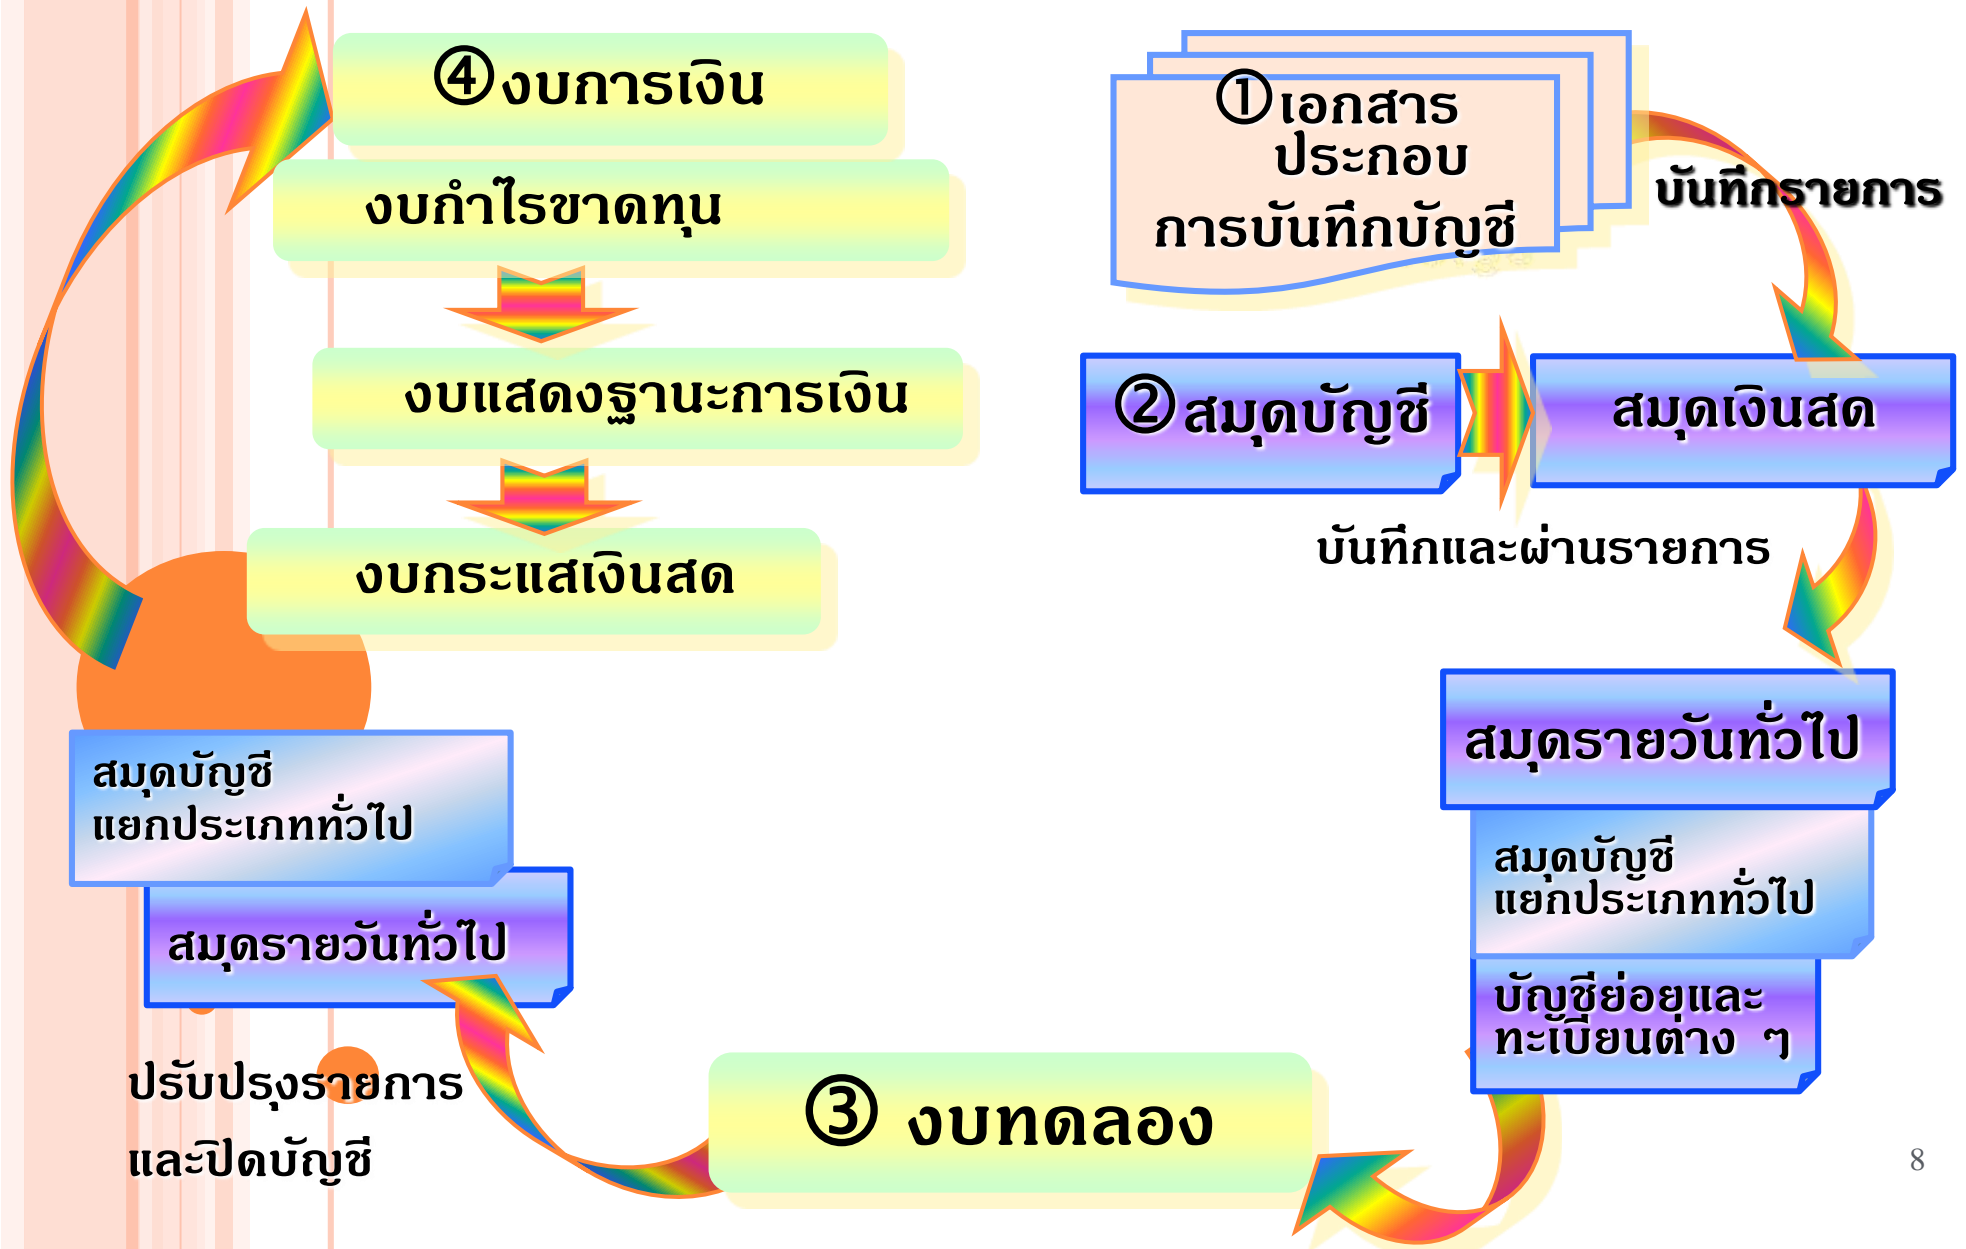 ①เอกสาร
ประกอบ
การบันทึกบัญชี
บันทึกรายการ
②สมุดบัญชี
สมุดเงินสด
บันทึกและผ่านรายการ
สมุดรายวันทั่วไป
สมุดบัญชี
แยกประเภททั่วไป
บัญชีย่อยและ
ทะเบียนต่าง ๆ
③ งบทดลอง
สมุดบัญชี
แยกประเภททั่วไป
สมุดรายวันทั่วไป
ปรับปรุงรายการ
และปิดบัญชี
④งบการเงิน
งบกำไรขาดทุน
งบแสดงฐานะการเงิน
งบกระแสเงินสด
8